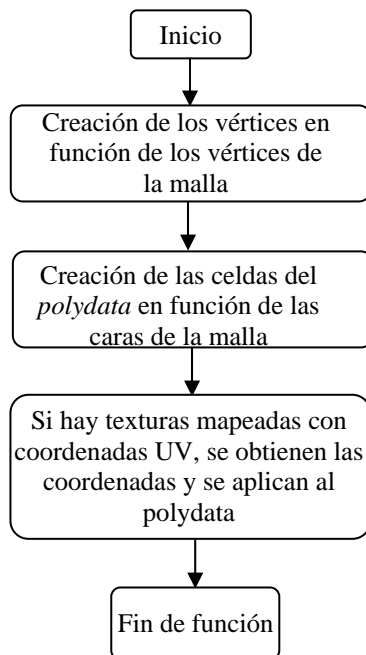 Inicio
Creación de los vértices en
función de los vértices de
la malla
Creación de las celdas del
polydata en función de las
caras de la malla
Si hay texturas mapeadas con
coordenadas UV, se obtienen las
coordenadas y se aplican al
polydata
Fin de función